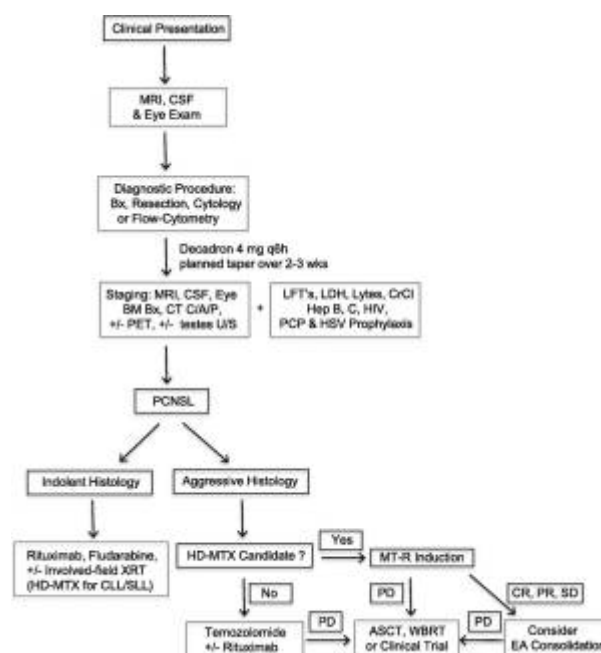 Clinical Presentation
MRI, CSF
& Eye Exam
Diagnostic Procedure:
Bx, Resection, Cytology
or Flow-Cytometry
Decadron 4 mg q6h
planned taper over 2-3 wks
Staging: MRI, CSF, Eye
BM Bx, CT C/A/P,
+/- PET, +/- testes U/S
+
LFT's, LDH, Lytes, CrCl
Hep B, C, HIV,
PCP & HSV Prophylaxis
PCNSL
Indolent Histology
Aggressive Histology
Rituximab, Fludarabine,
+/- Involved-field XRT
(HD-MTX for CLL/SLL)
HD-MTX Candidate ?
Yes
MT-R Induction
No
PD
CR, PR, SD
Temozolomide
+/- Rituximab
PD
ASCT, WBRT
or Clinical Trial
PD
Consider
EA Consolidation